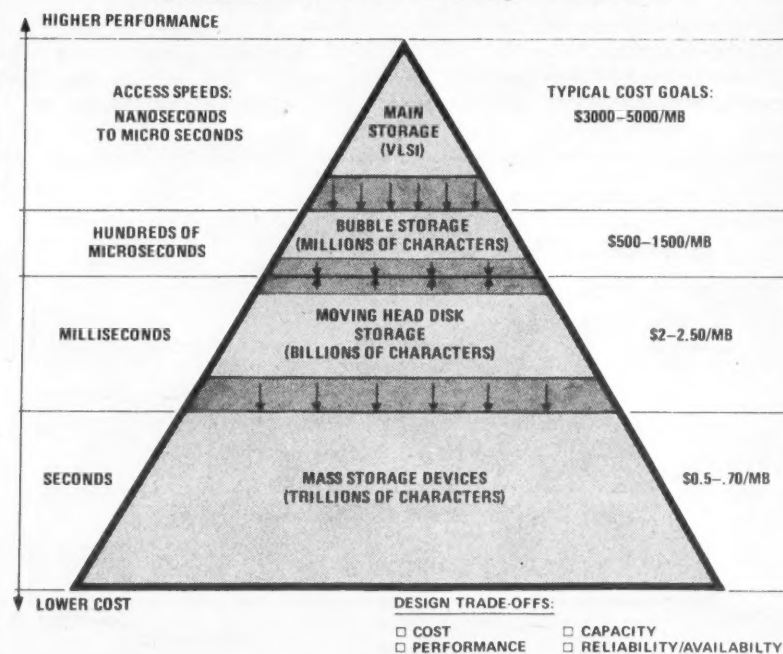 HIGHER PERFORMANCE
ACCESS SPEEDS:
NANOSECONDS
TO MICRO SECONDS
MAIN
STORAGE
(VLSI)
TYPICAL COST GOALS:
$3000–5000/MB
HUNDREDS OF
MICROSECONDS
BUBBLE STORAGE
(MILLIONS OF CHARACTERS)
$500–1500/MB
MILLISECONDS
MOVING HEAD DISK
STORAGE
(BILLIONS OF CHARACTERS)
$2–2.50/MB
SECONDS
MASS STORAGE DEVICES
(TRILLIONS OF CHARACTERS)
$0.5–.70/MB
LOWER COST
DESIGN TRADE-OFFS:
□ COST □ CAPACITY
□ PERFORMANCE □ RELIABILITY/AVAILABILTY